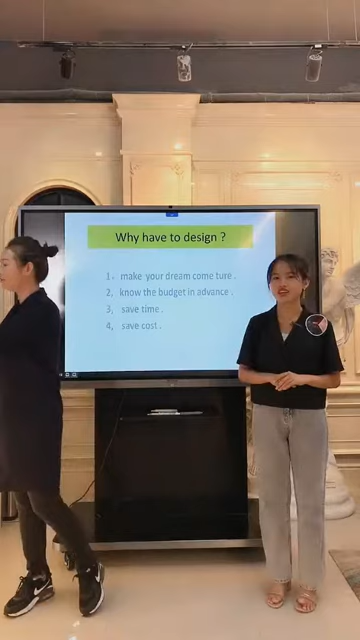 Why have to design ?
1, make your dream come ture .
2, know the budget in advance .
3, save time .
4, save cost .